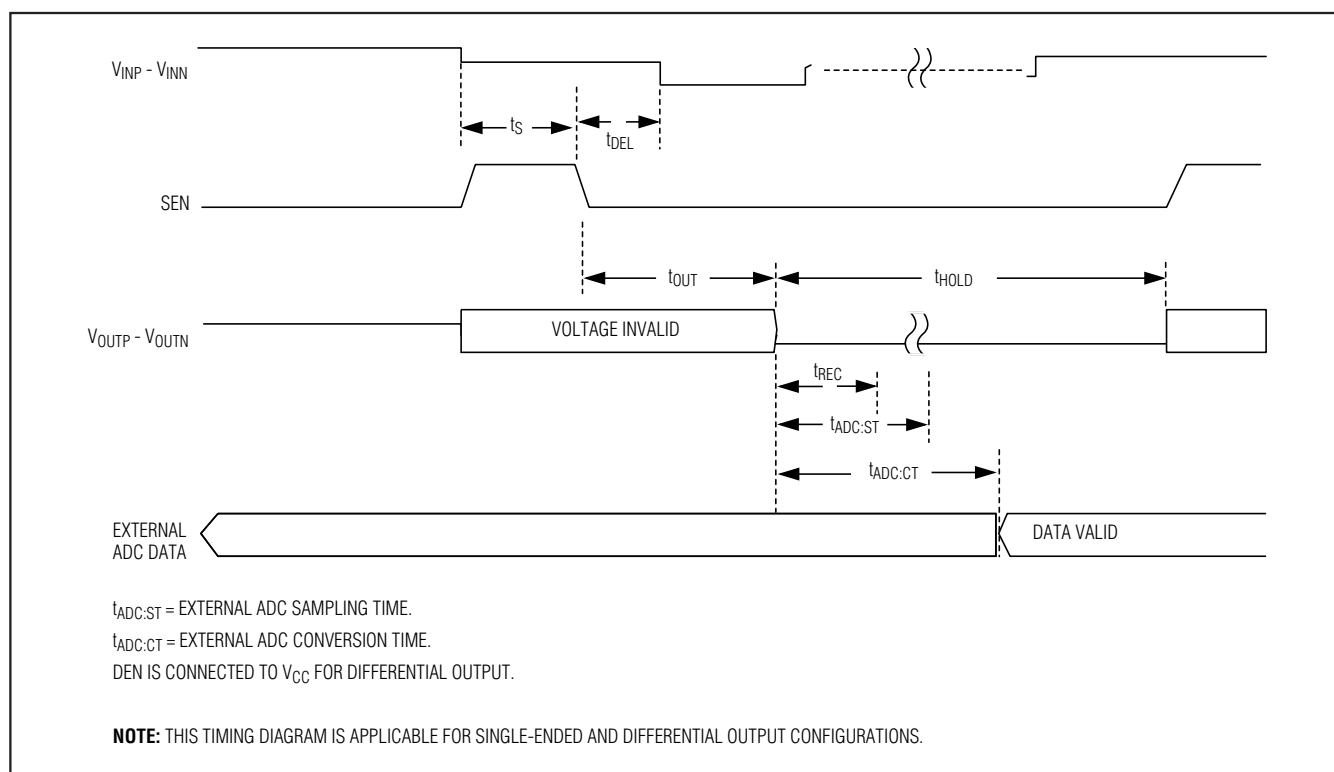 VINP - VINN
tS
tDEL
SEN
tOUT
tHOLD
VOUTP - VOUTN
VOLTAGE INVALID
tREC
tADC:ST
tADC:CT
EXTERNAL
ADC DATA
DATA VALID
tADC:ST = EXTERNAL ADC SAMPLING TIME.
tADC:CT = EXTERNAL ADC CONVERSION TIME.
DEN IS CONNECTED TO VCC FOR DIFFERENTIAL OUTPUT.
NOTE: THIS TIMING DIAGRAM IS APPLICABLE FOR SINGLE-ENDED AND DIFFERENTIAL OUTPUT CONFIGURATIONS.